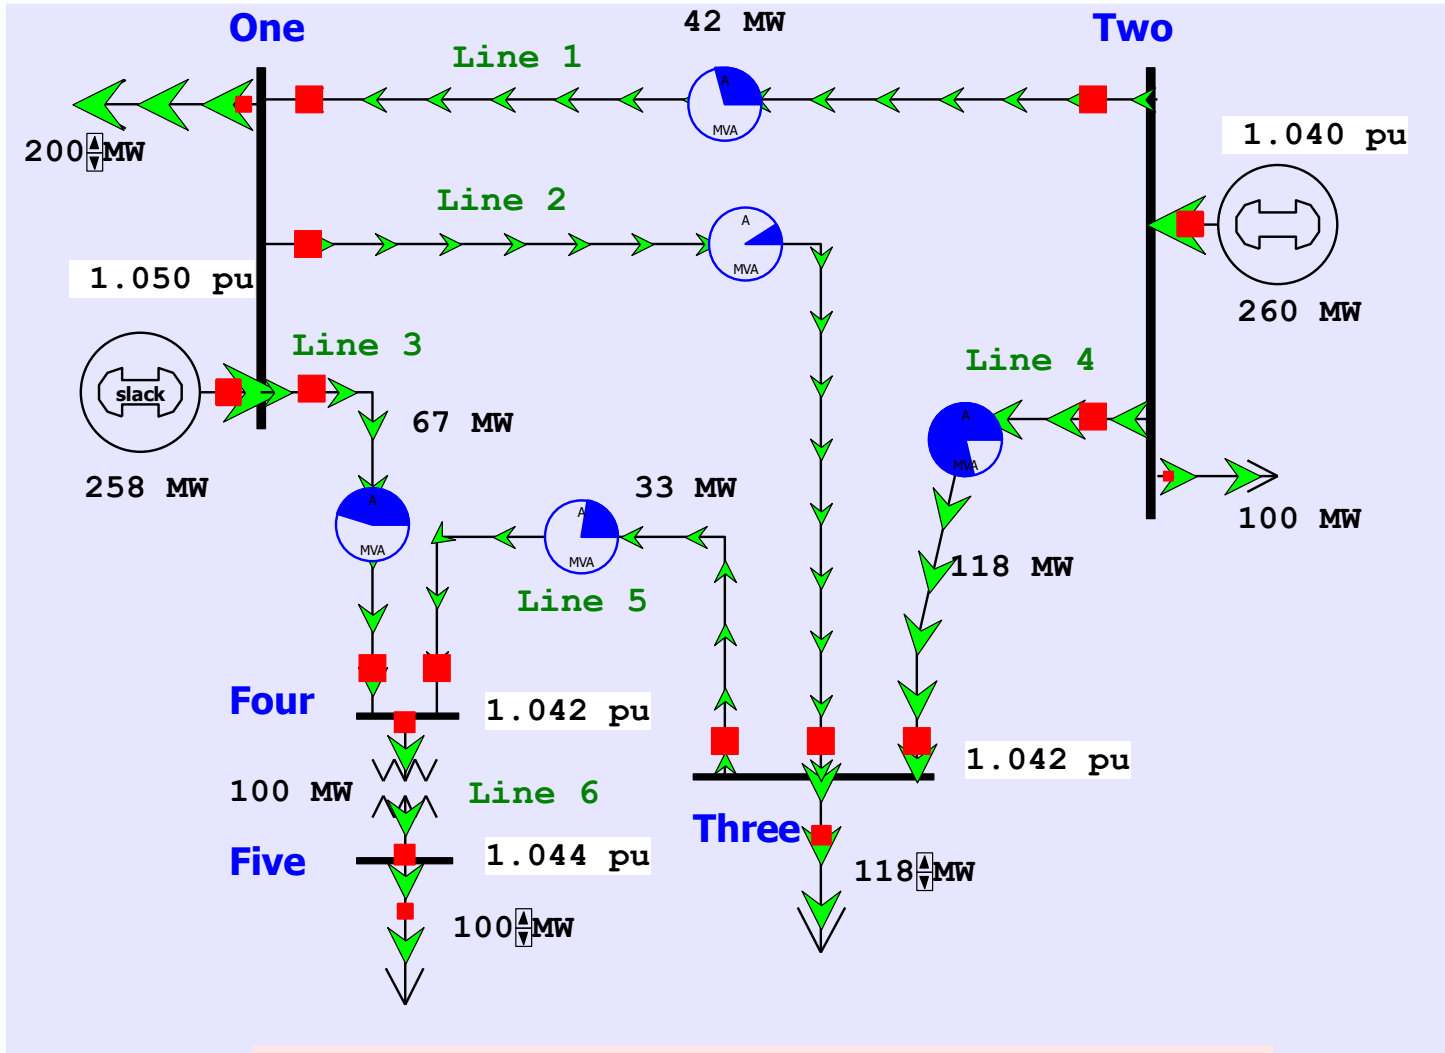 42 MW
One
Two
Line 1
A
MVA
1.040 pu
200 MW
Line 2
A
MVA
1.050 pu
260 MW
Line 3
Line 4
slack
A
MVA
67 MW
258 MW
33 MW
A
MVA
A
MVA
100 MW
118 MW
Line 5
Four
1.042 pu
1.042 pu
100 MW
Line 6
Three
Five
1.044 pu
118 MW
100 MW